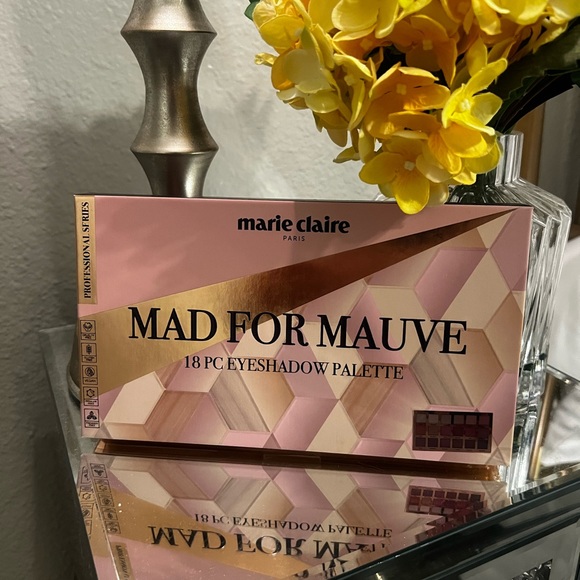 PROFESSIONAL SERIES
marie claire
PARIS
MAD FOR MAUVE
18 PC EYESHADOW PALETTE